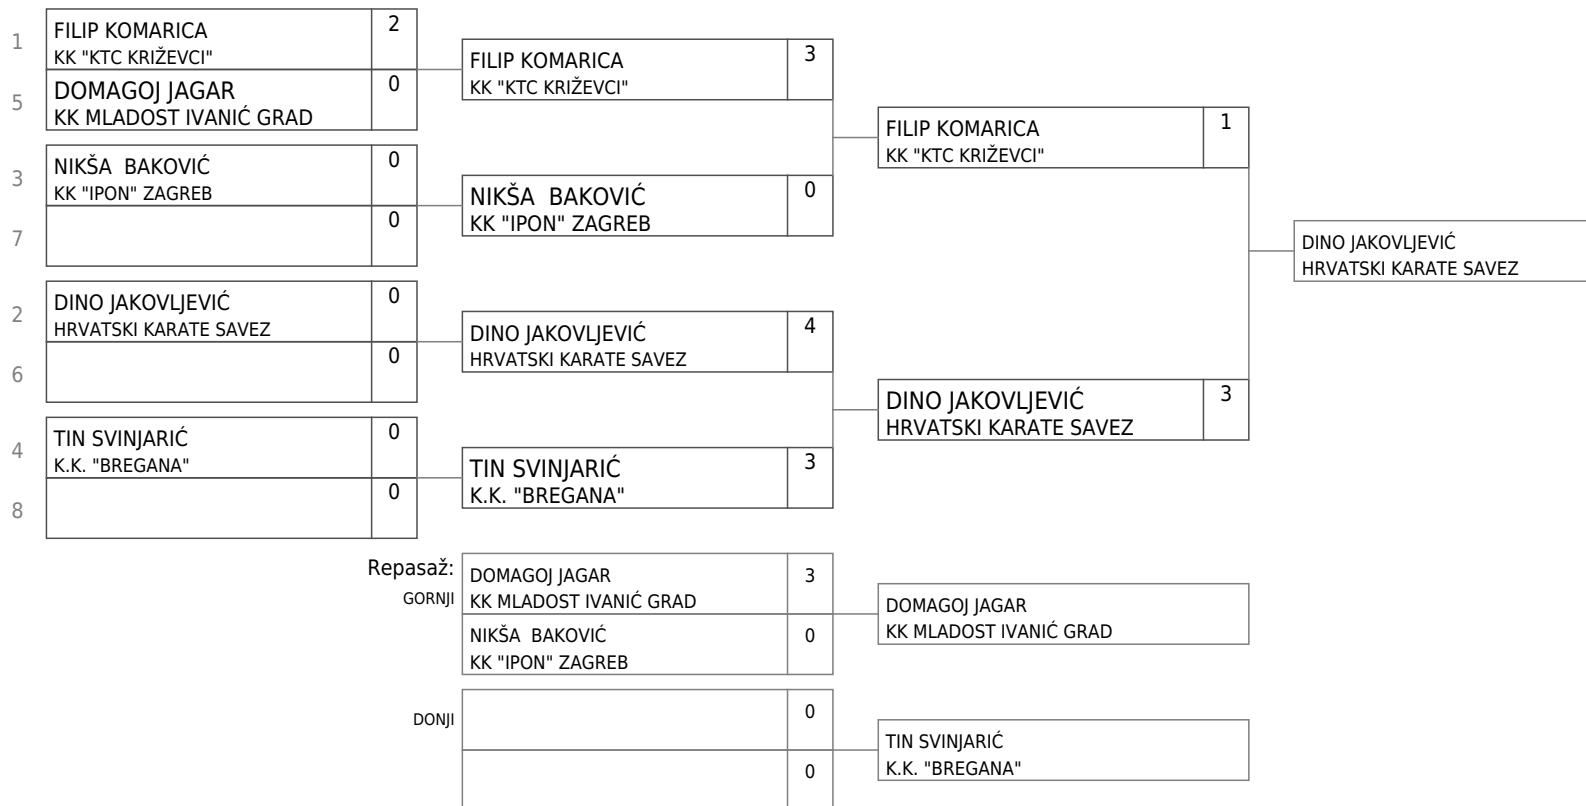 1
FILIP KOMARICA
KK "KTC KRIŽEVCI"
2
5
DOMAGOJ JAGAR
KK MLADOST IVANIĆ GRAD
0
3
NIKŠA  BAKOVIĆ
KK "IPON" ZAGREB
0
7
0
2
DINO JAKOVLJEVIĆ
HRVATSKI KARATE SAVEZ
0
6
0
4
TIN SVINJARIĆ
K.K. "BREGANA"
0
8
0
FILIP KOMARICA
KK "KTC KRIŽEVCI"
3
NIKŠA  BAKOVIĆ
KK "IPON" ZAGREB
0
DINO JAKOVLJEVIĆ
HRVATSKI KARATE SAVEZ
4
TIN SVINJARIĆ
K.K. "BREGANA"
3
FILIP KOMARICA
KK "KTC KRIŽEVCI"
1
DINO JAKOVLJEVIĆ
HRVATSKI KARATE SAVEZ
3
DINO JAKOVLJEVIĆ
HRVATSKI KARATE SAVEZ
Repasaž:
GORNJI
DOMAGOJ JAGAR
KK MLADOST IVANIĆ GRAD
3
NIKŠA  BAKOVIĆ
KK "IPON" ZAGREB
0
DOMAGOJ JAGAR
KK MLADOST IVANIĆ GRAD
DONJI
0
0
TIN SVINJARIĆ
K.K. "BREGANA"